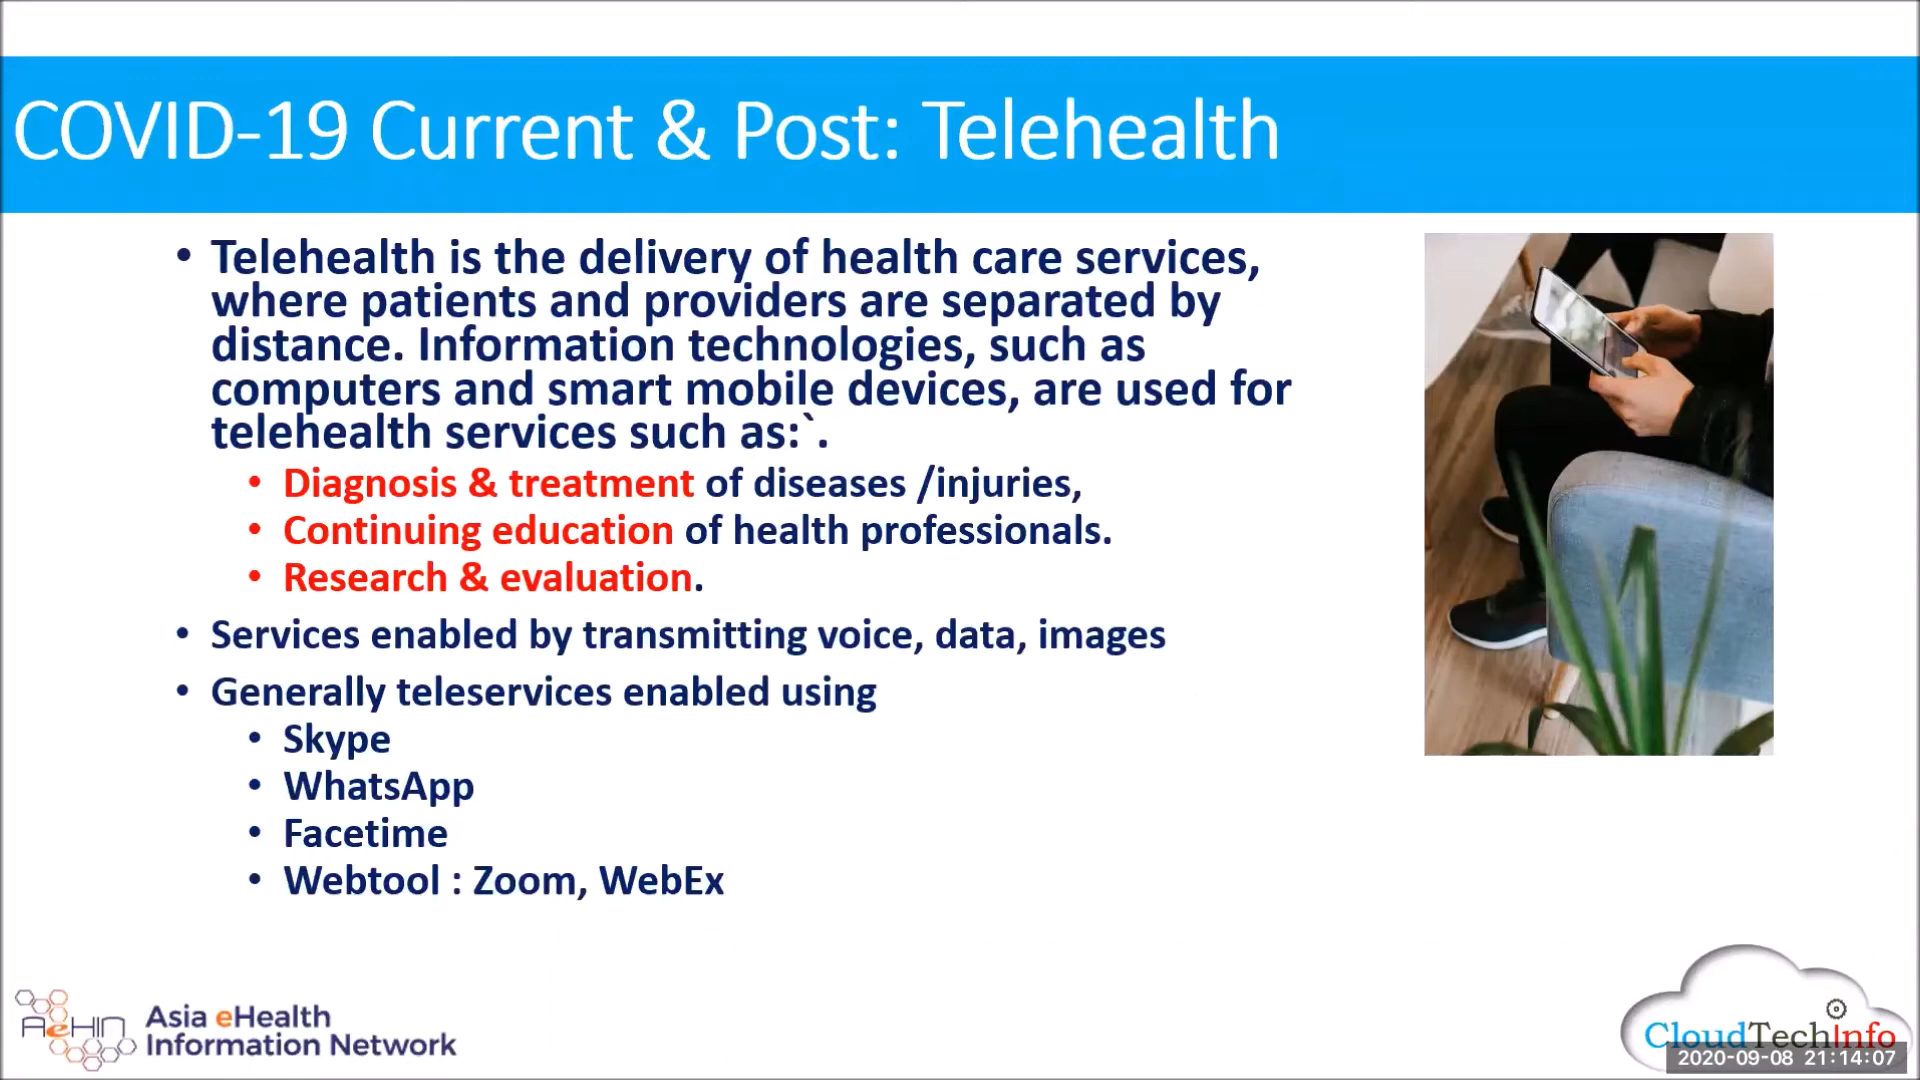 COVID-19 Current & Post: Telehealth
• Telehealth is the delivery of health care services,
where patients and providers are separated by
distance. Information technologies, such as
computers and smart mobile devices, are used for
telehealth services such as:`.
• Diagnosis & treatment of diseases /injuries,
• Continuing education of health professionals.
• Research & evaluation.
• Services enabled by transmitting voice, data, images
• Generally teleservices enabled using
• Skype
• WhatsApp
• Facetime
• Webtool : Zoom, WebEx
AeHIN
Asia eHealth
Information Network
CloudTechInfo
2020-09-08 21:14:07